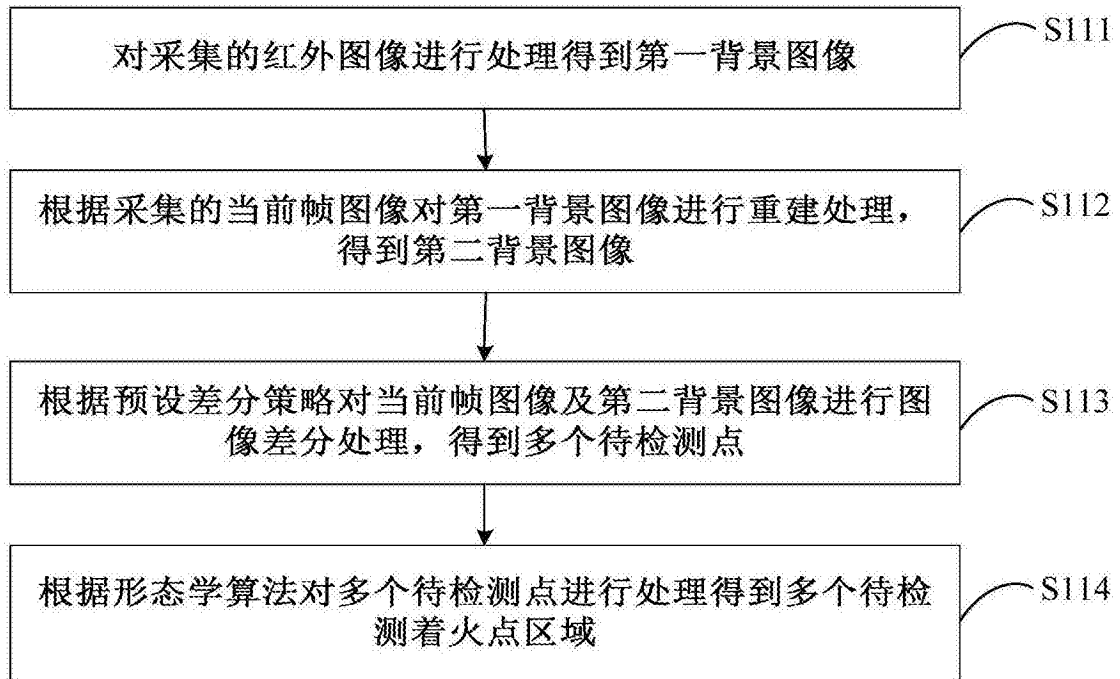 对采集的红外图像进行处理得到第一背景图像
S111
根据采集的当前帧图像对第一背景图像进行重建处理，
得到第二背景图像
S112
根据预设差分策略对当前帧图像及第二背景图像进行图
像差分处理，得到多个待检测点
S113
根据形态学算法对多个待检测点进行处理得到多个待检
测着火点区域
S114